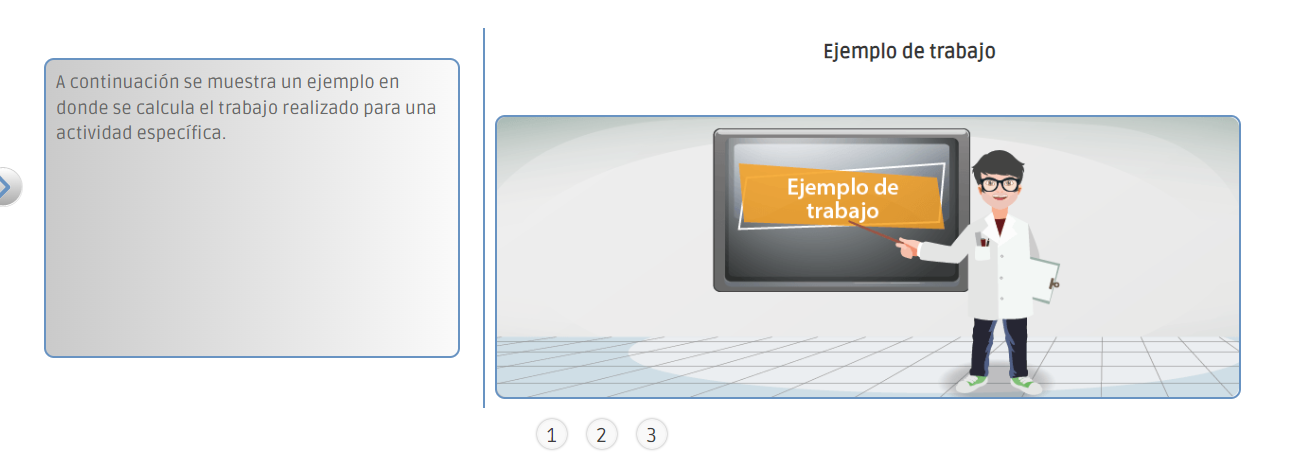 Ejemplo de trabajo
A continuación se muestra un ejemplo en
donde se calcula el trabajo realizado para una
actividad específica.
Ejemplo de
trabajo
1 2 3